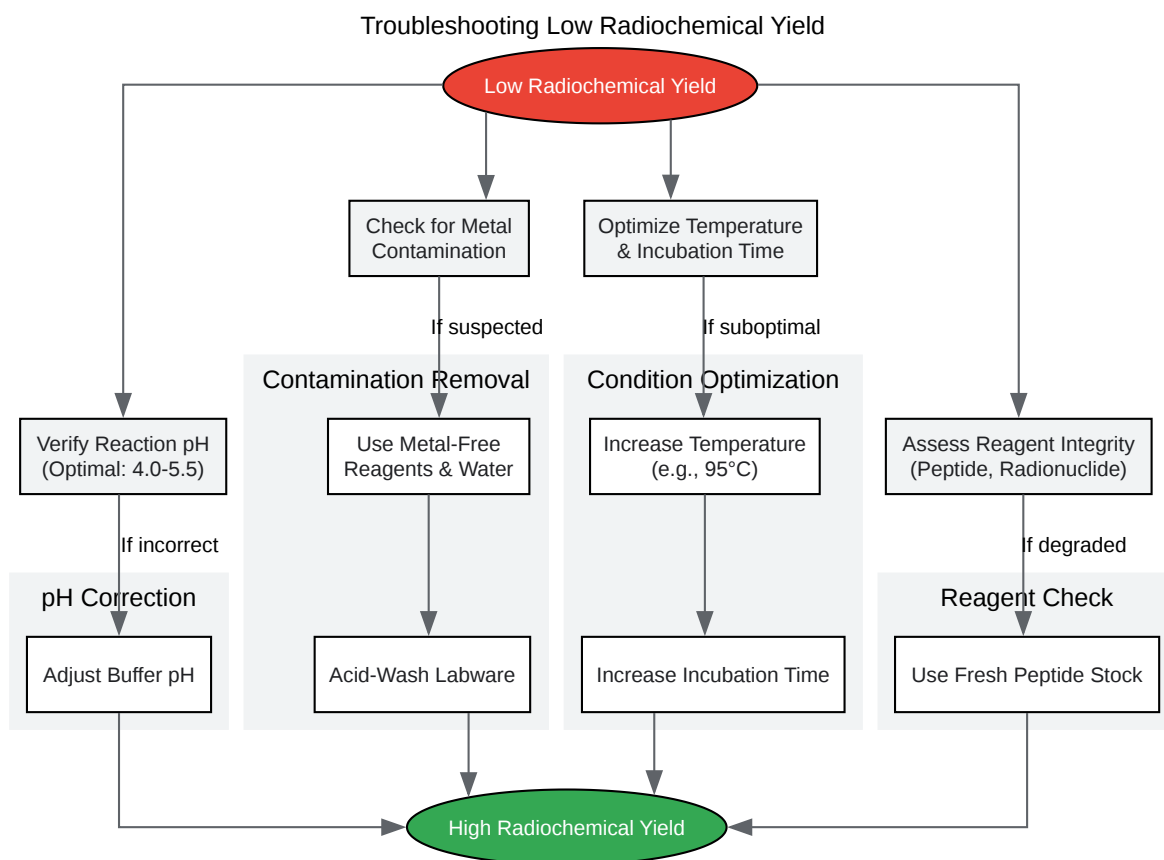 Troubleshooting Low Radiochemical Yield
Low Radiochemical Yield
Check for Metal
Contamination
Optimize Temperature
& Incubation Time
If suspected
If suboptimal
Contamination Removal
Condition Optimization
Verify Reaction pH
(Optimal: 4.0-5.5)
Use Metal-Free
Reagents & Water
Increase Temperature
(e.g., 95°C)
Assess Reagent Integrity
(Peptide, Radionuclide)
If incorrect
If degraded
pH Correction
Reagent Check
Adjust Buffer pH
Acid-Wash Labware
Increase Incubation Time
Use Fresh Peptide Stock
High Radiochemical Yield